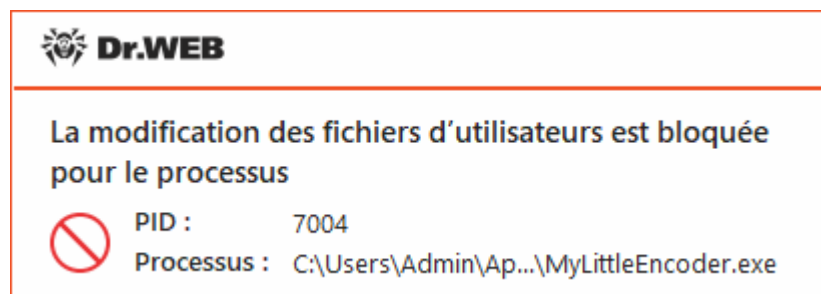 Dr.WEB
La modification des fichiers d´utilisateurs est bloquée
pour le processus
PID : 7004
Processus : C:\Users\Admin\Ap...\MyLittleEncoder.exe